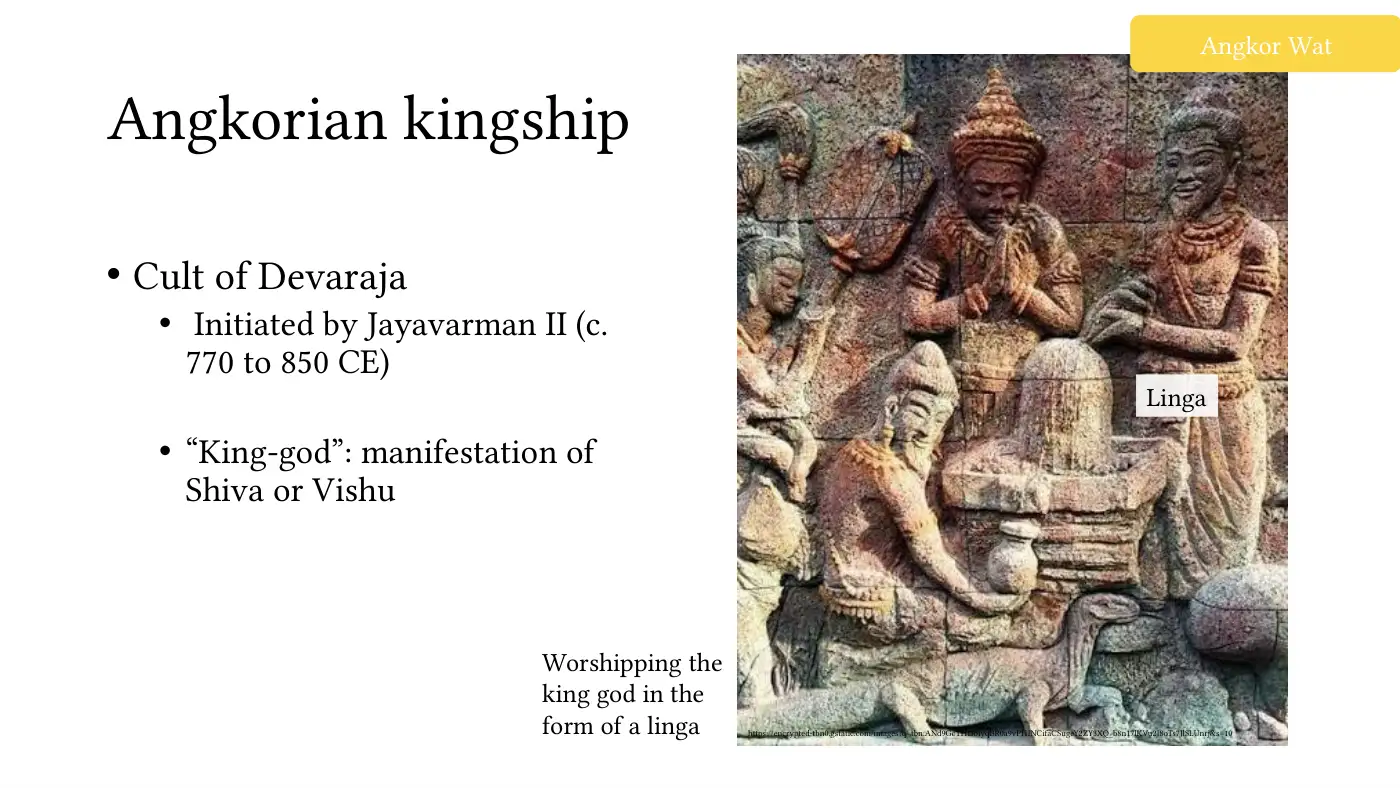 Angkor Wat
Angkorian kingship
• Cult of Devaraja
• Initiated by Jayavarman II (c.
770 to 850 CE)
• “King-god”: manifestation of
Shiva or Vishu
Linga
Worshipping the
king god in the
form of a linga